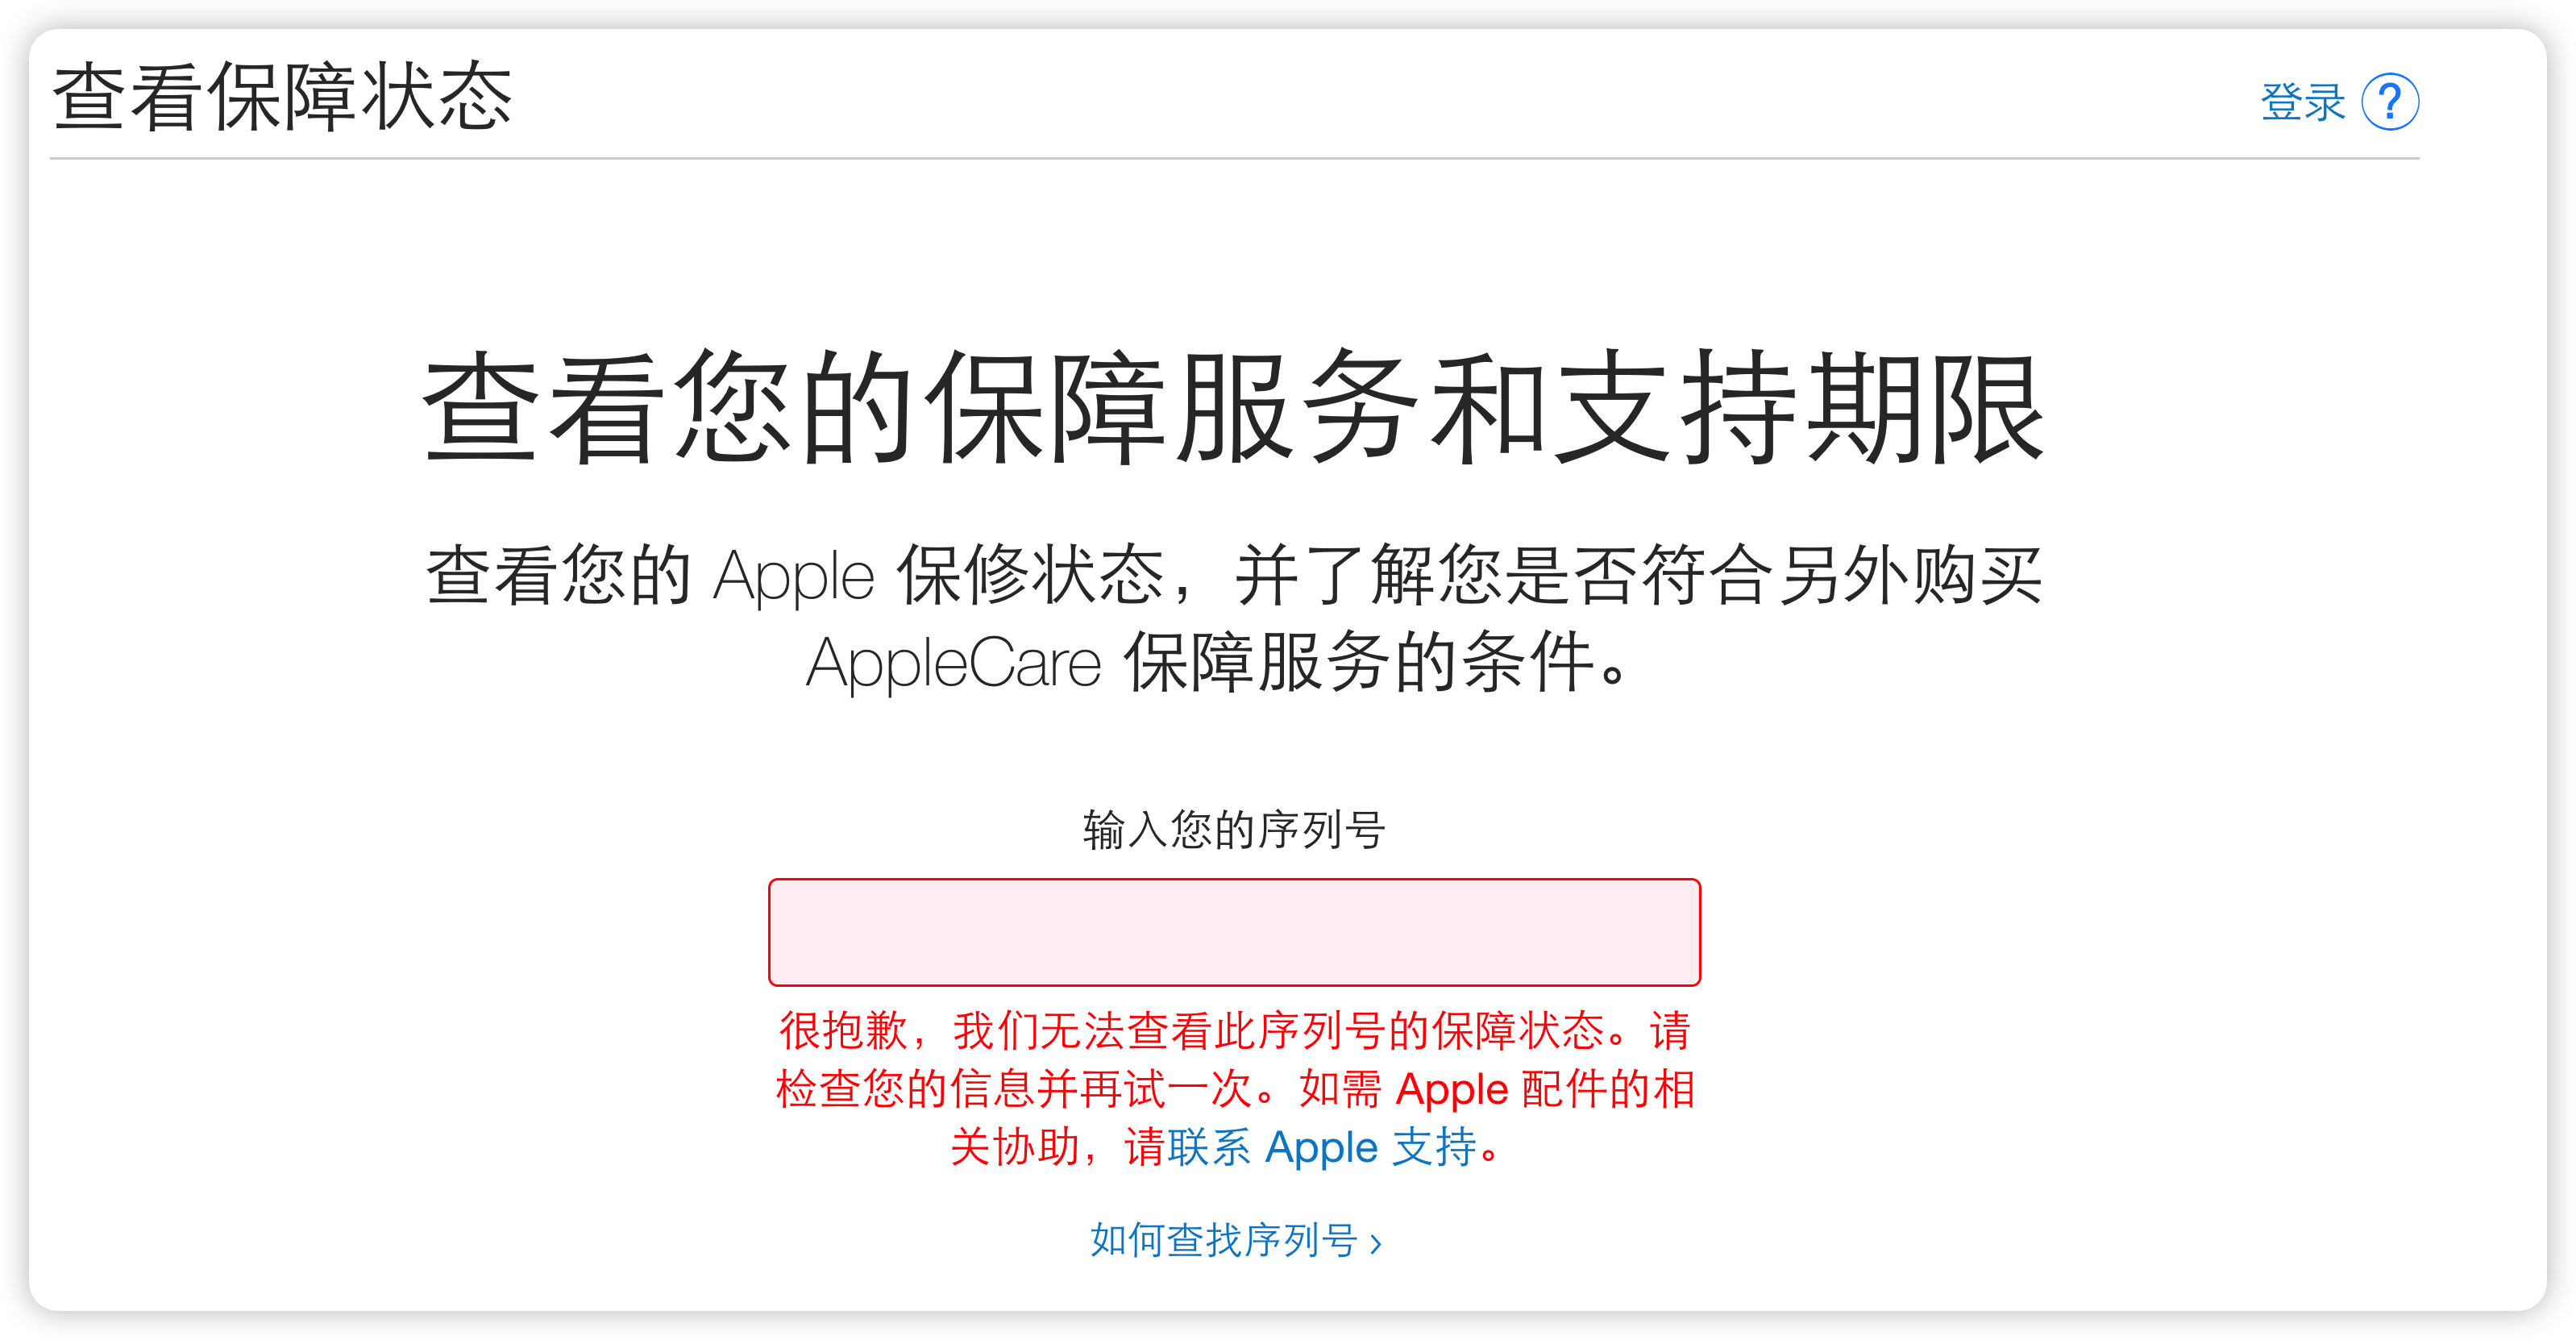 查看保障状态
登录 ?
查看您的保障服务和支持期限
查看您的 Apple 保修状态，并了解您是否符合另外购买
AppleCare 保障服务的条件。
输入您的序列号
很抱歉，我们无法查看此序列号的保障状态。请
检查您的信息并再试一次。如需 Apple 配件的相
关协助，请联系 Apple 支持。
如何查找序列号 ›